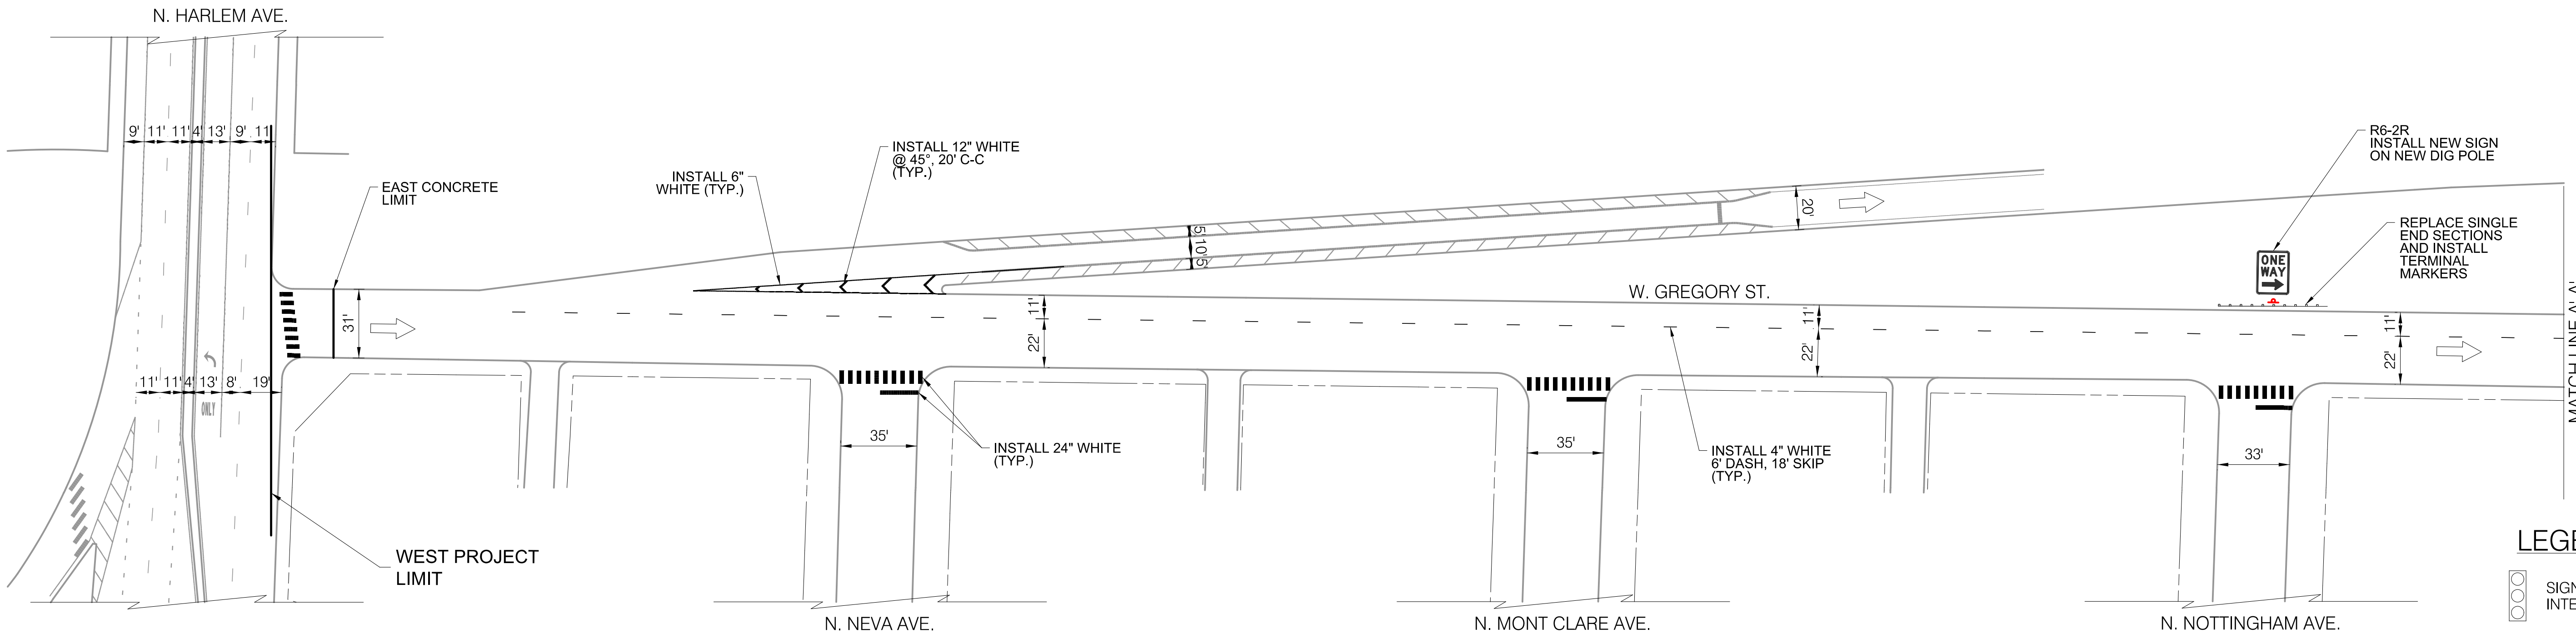 N. HARLEM AVE.
9' 11' 11' 4' 13' 9' 11'
EAST CONCRETE
LIMIT
31'
11' 11' 4' 13' 8' 19'
ONLY
WEST PROJECT
LIMIT
INSTALL 6"
WHITE (TYP.)
INSTALL 12" WHITE
@ 45°, 20' C-C
(TYP.)
5' 10' 5'
20'
11'
22'
W. GREGORY ST.
11'
22'
35'
INSTALL 24" WHITE
(TYP.)
35'
INSTALL 4" WHITE
6' DASH, 18' SKIP
(TYP.)
R6-2R
INSTALL NEW SIGN
ON NEW DIG POLE
ONE
WAY
REPLACE SINGLE
END SECTIONS
AND INSTALL
TERMINAL
MARKERS
11'
22'
33'
N. NEVA AVE.
N. MONT CLARE AVE.
N. NOTTINGHAM AVE.
LEGE
SIGN
INTE